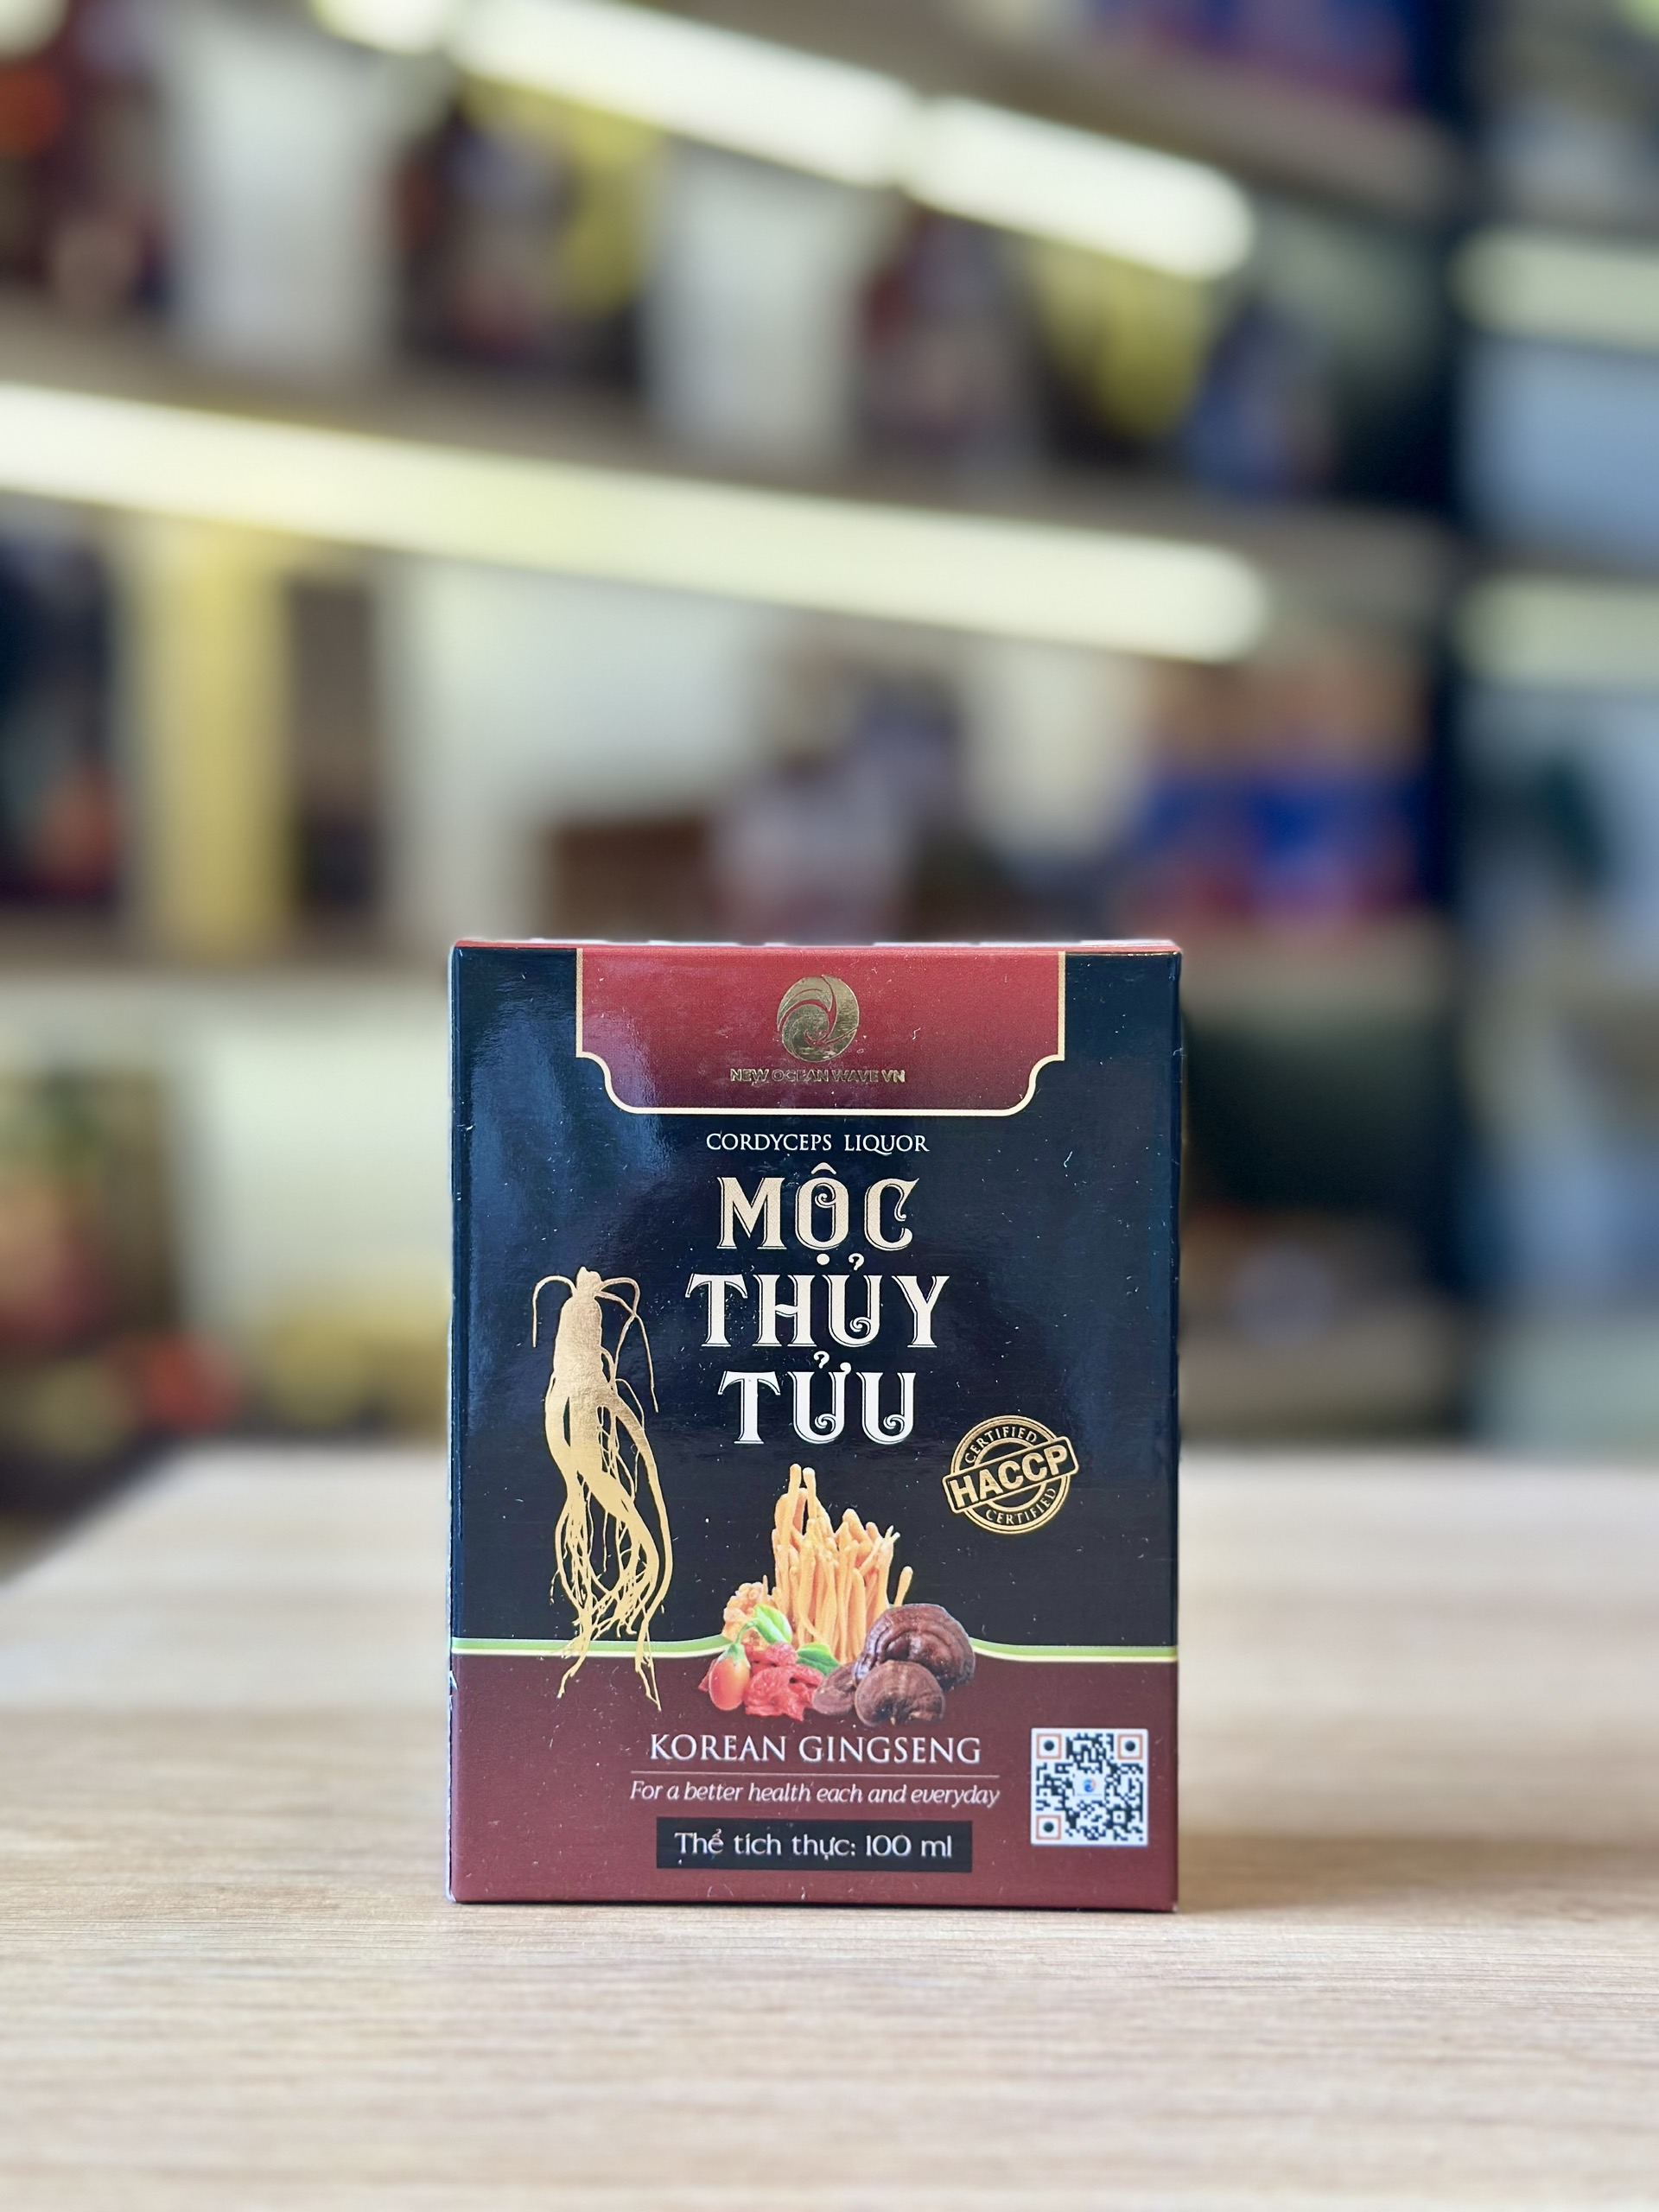 NEW OCEAN WAVE VN
CORDYCEPS LIQUOR
MỘC
THỦY
TỬU
CERTIFIED
HACCP
CERTIFIED
KOREAN GINGSENG
For a better health each and everyday
Thể tích thực: 100 ml